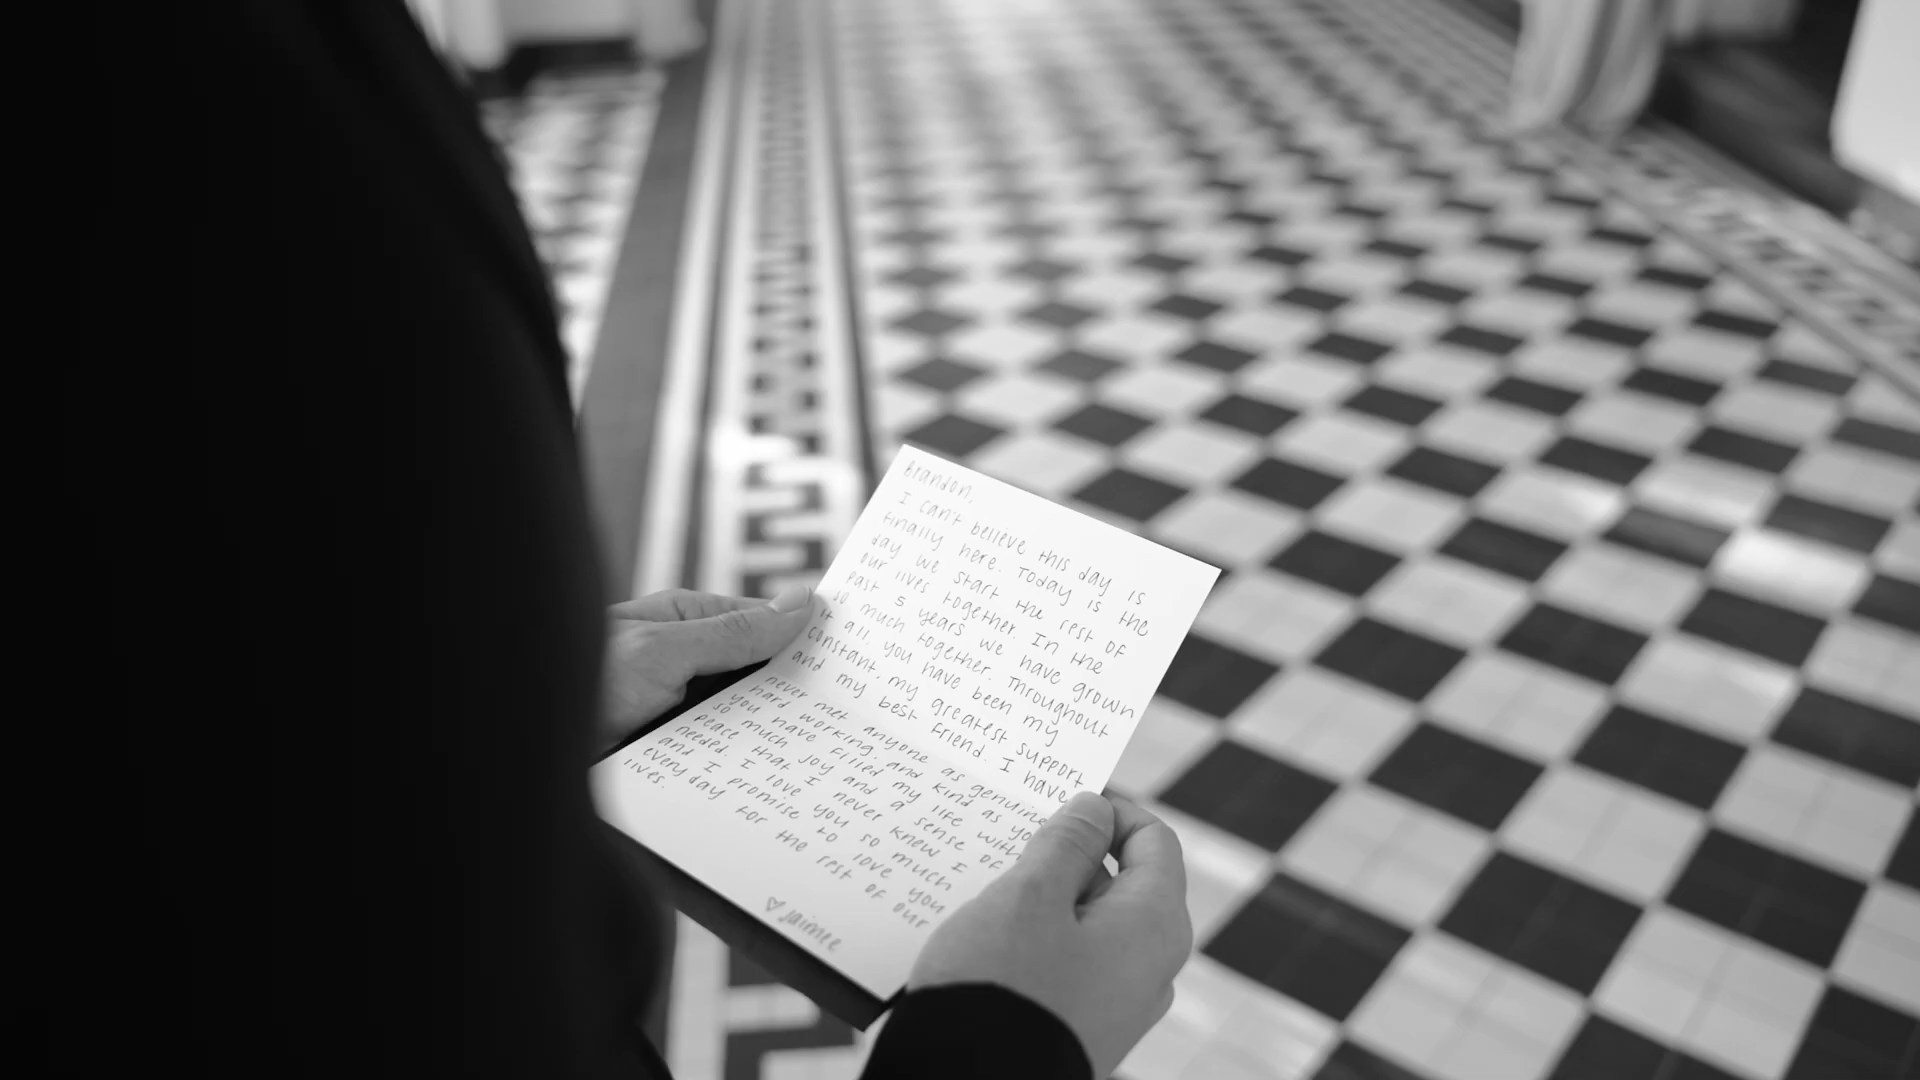 Brandon,
I can't believe this day is
finally here. Today is the
day we start the rest of
our lives together. In the
past 5 years we have grown
so much together. Throughout
it all, you have been my
constant, my greatest support
and my best friend. I have
never met anyone as genuine,
hard working, and kind as you
you have filled my life with
so much joy and a sense of
peace that I never knew I
needed. I love you so much
and I promise to love you
every day for the rest of our
lives.
♡ Jaimee